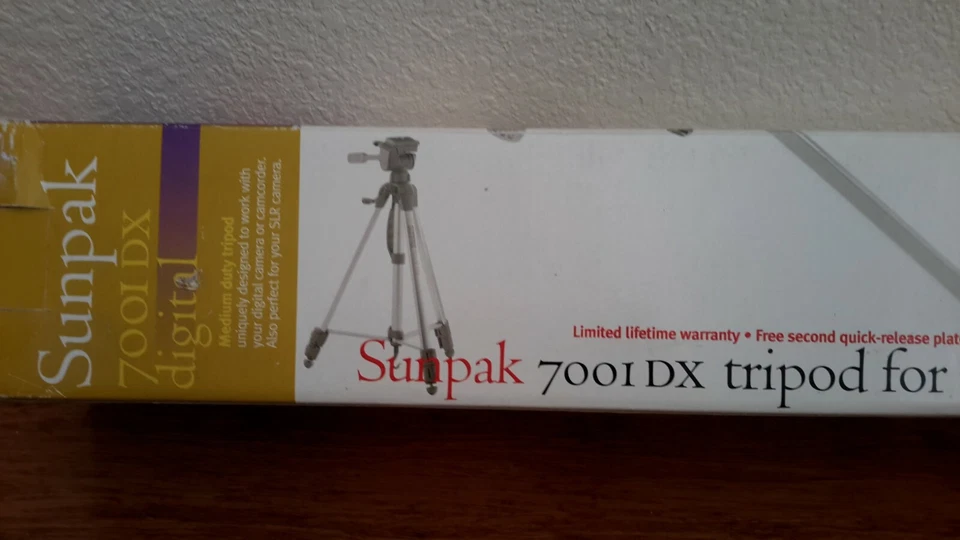 Sunpak
7001 DX
digital
Medium duty tripod
uniquely designed to work with
your digital camera or camcorder.
Also perfect for your SLR camera.
Limited lifetime warranty • Free second quick-release plat
Sunpak 7001 DX tripod for